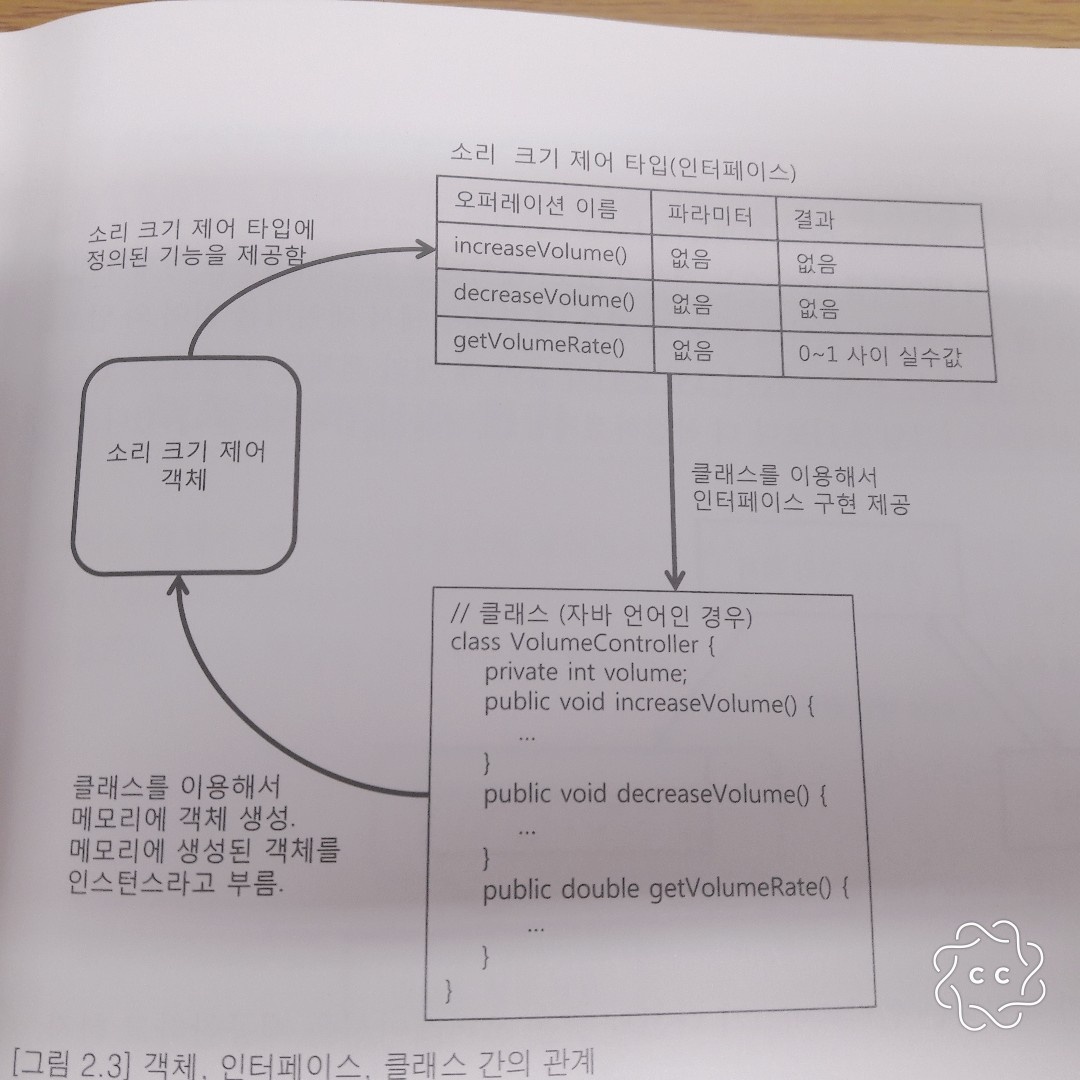 소리 크기 제어 타입(인터페이스)
오퍼레이션 이름 파라미터 결과
increaseVolume() 없음 없음
decreaseVolume() 없음 없음
getVolumeRate() 없음 0~1 사이 실수값
소리 크기 제어 타입에
정의된 기능을 제공함
소리 크기 제어
객체
클래스를 이용해서
인터페이스 구현 제공
// 클래스 (자바 언어인 경우)
class VolumeController {
private int volume;
public void increaseVolume() {
...
}
public void decreaseVolume() {
...
}
public double getVolumeRate() {
...
}
}
클래스를 이용해서
메모리에 객체 생성.
메모리에 생성된 객체를
인스턴스라고 부름.
[그림 2.3] 객체, 인터페이스, 클래스 간의 관계
cc